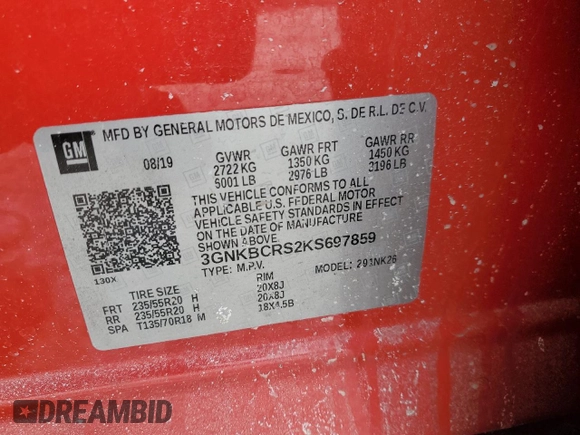 GM
MFD BY GENERAL MOTORS DE MEXICO, S. DE R.L. DE C.V.
08/19 GVWR GAWR FRT GAWR RR
2722 KG 1350 KG 1450 KG
6001 LB 2976 LB 3196 LB
THIS VEHICLE CONFORMS TO ALL
APPLICABLE U.S. FEDERAL MOTOR
VEHICLE SAFETY STANDARDS IN EFFECT
ON THE DATE OF MANUFACTURE
SHOWN ABOVE.
3GNKBCRS2KS697859
TYPE: M.P.V. MODEL: 291NK26
130X
TIRE SIZE RIM
FRT 235/55R20 H 20X8J
RR 235/55R20 H 20X8J
SPA T135/70R18 M 18X4.5B
DREAMBID